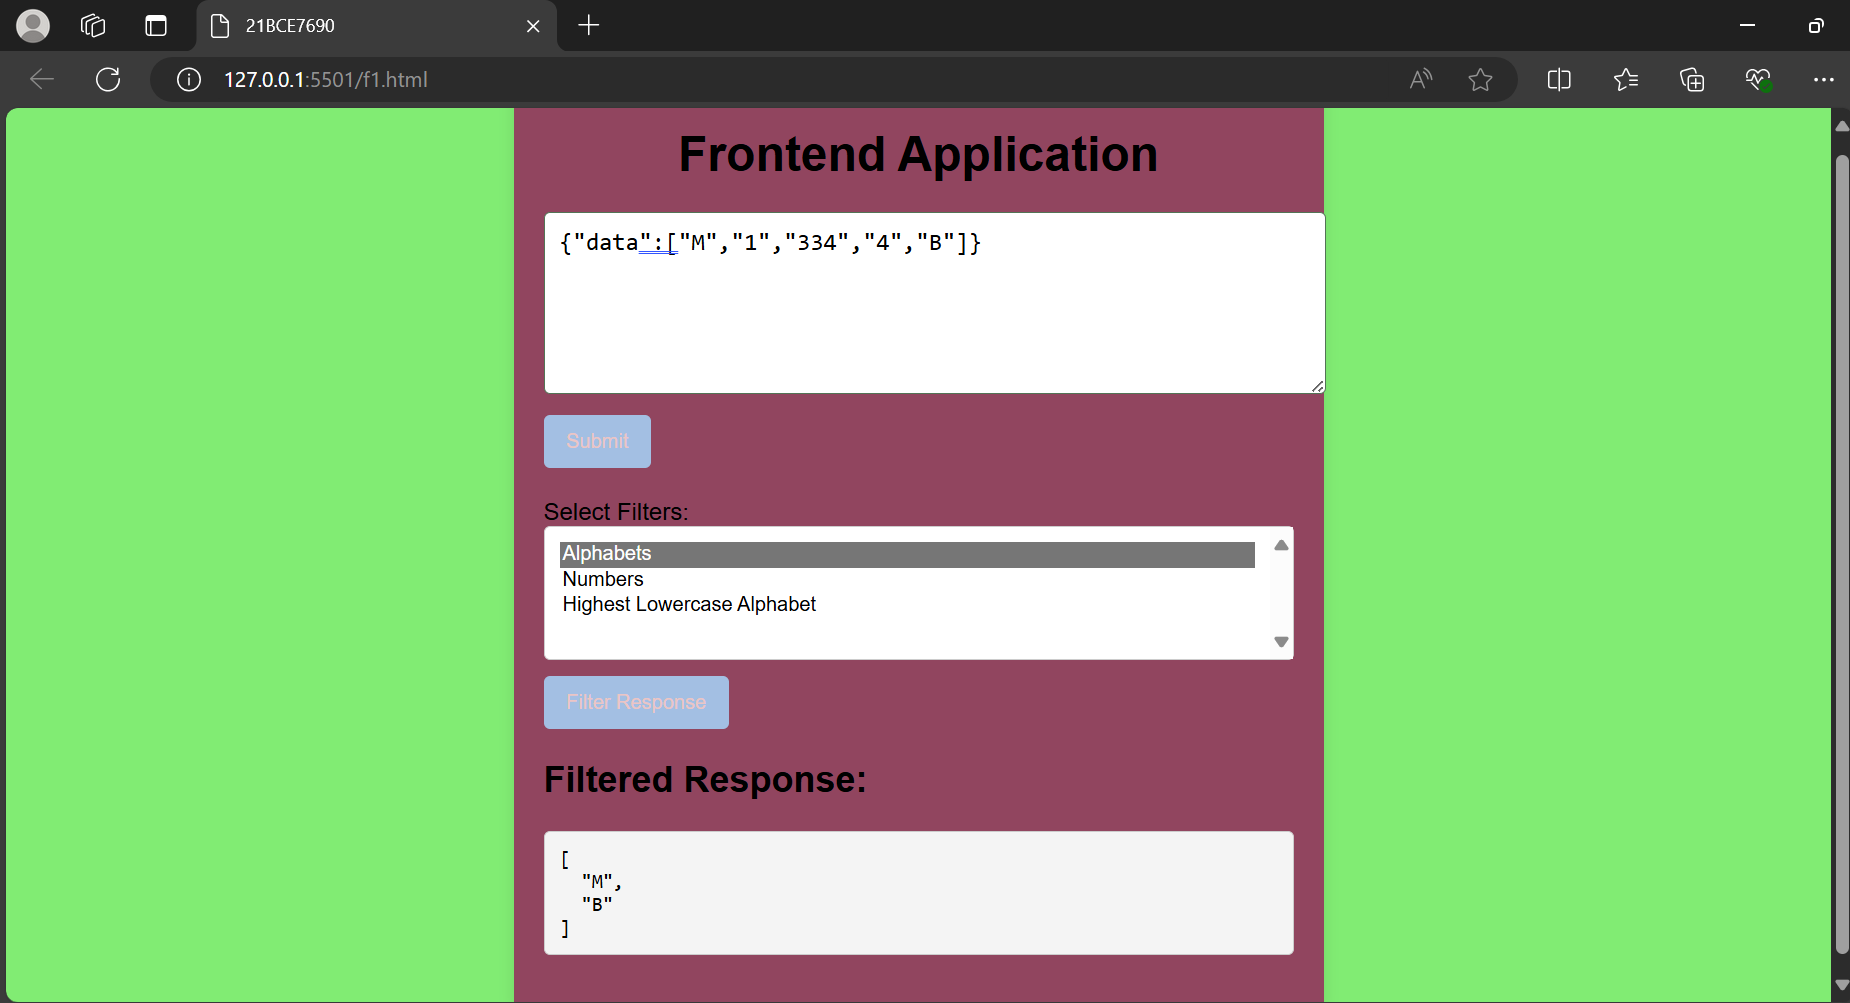 21BCE7690
127.0.0.1:5501/f1.html
Frontend Application
{"data":["M","1","334","4","B"]}
Submit
Select Filters:
Alphabets
Numbers
Highest Lowercase Alphabet
Filter Response
Filtered Response:
[
  "M",
  "B"
]